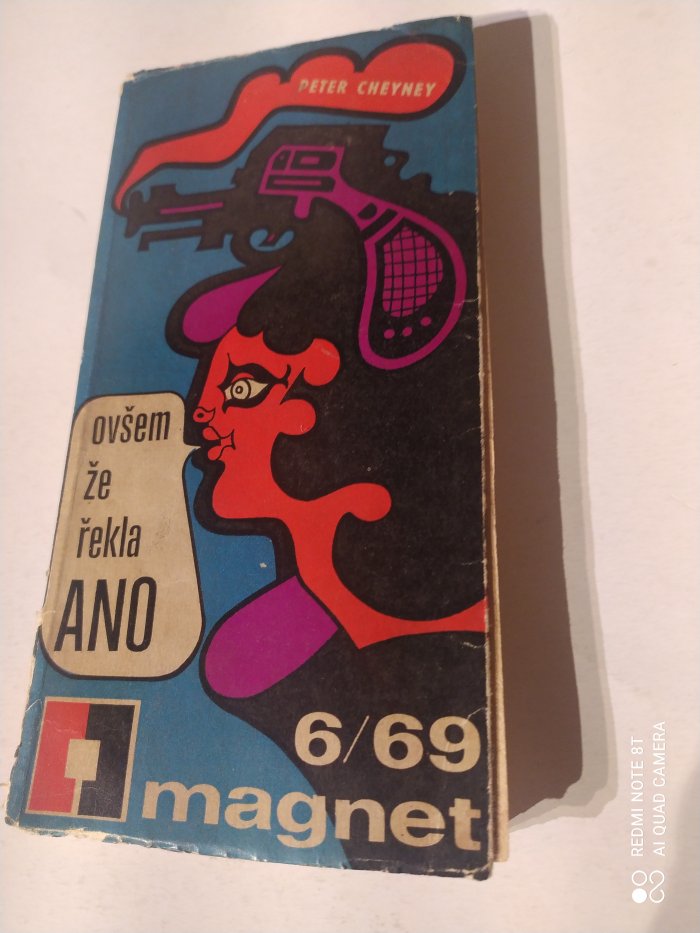 PETER CHEYNEY
ovšem
že
řekla
ANO
6/69
magnet
REDMI NOTE 8T
AI QUAD CAMERA